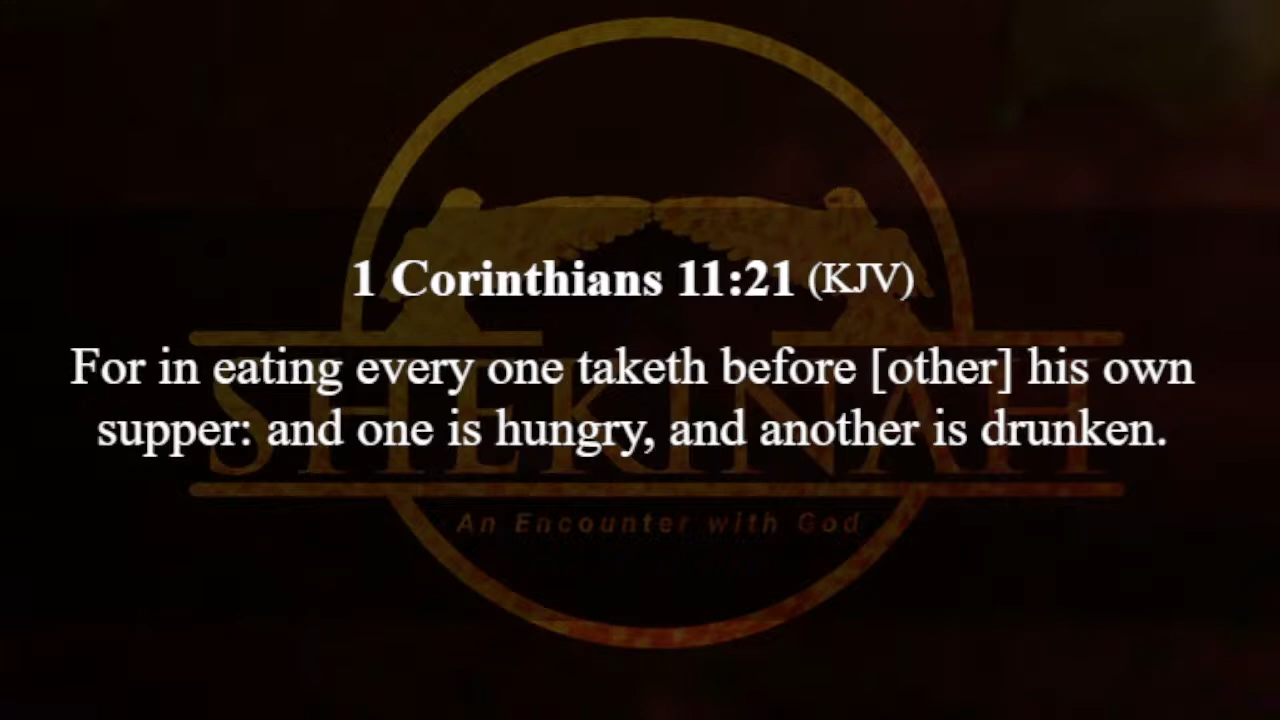 1 Corinthians 11:21 (KJV)
For in eating every one taketh before [other] his own
supper: and one is hungry, and another is drunken.
SHEKINAH
An Encounter with God